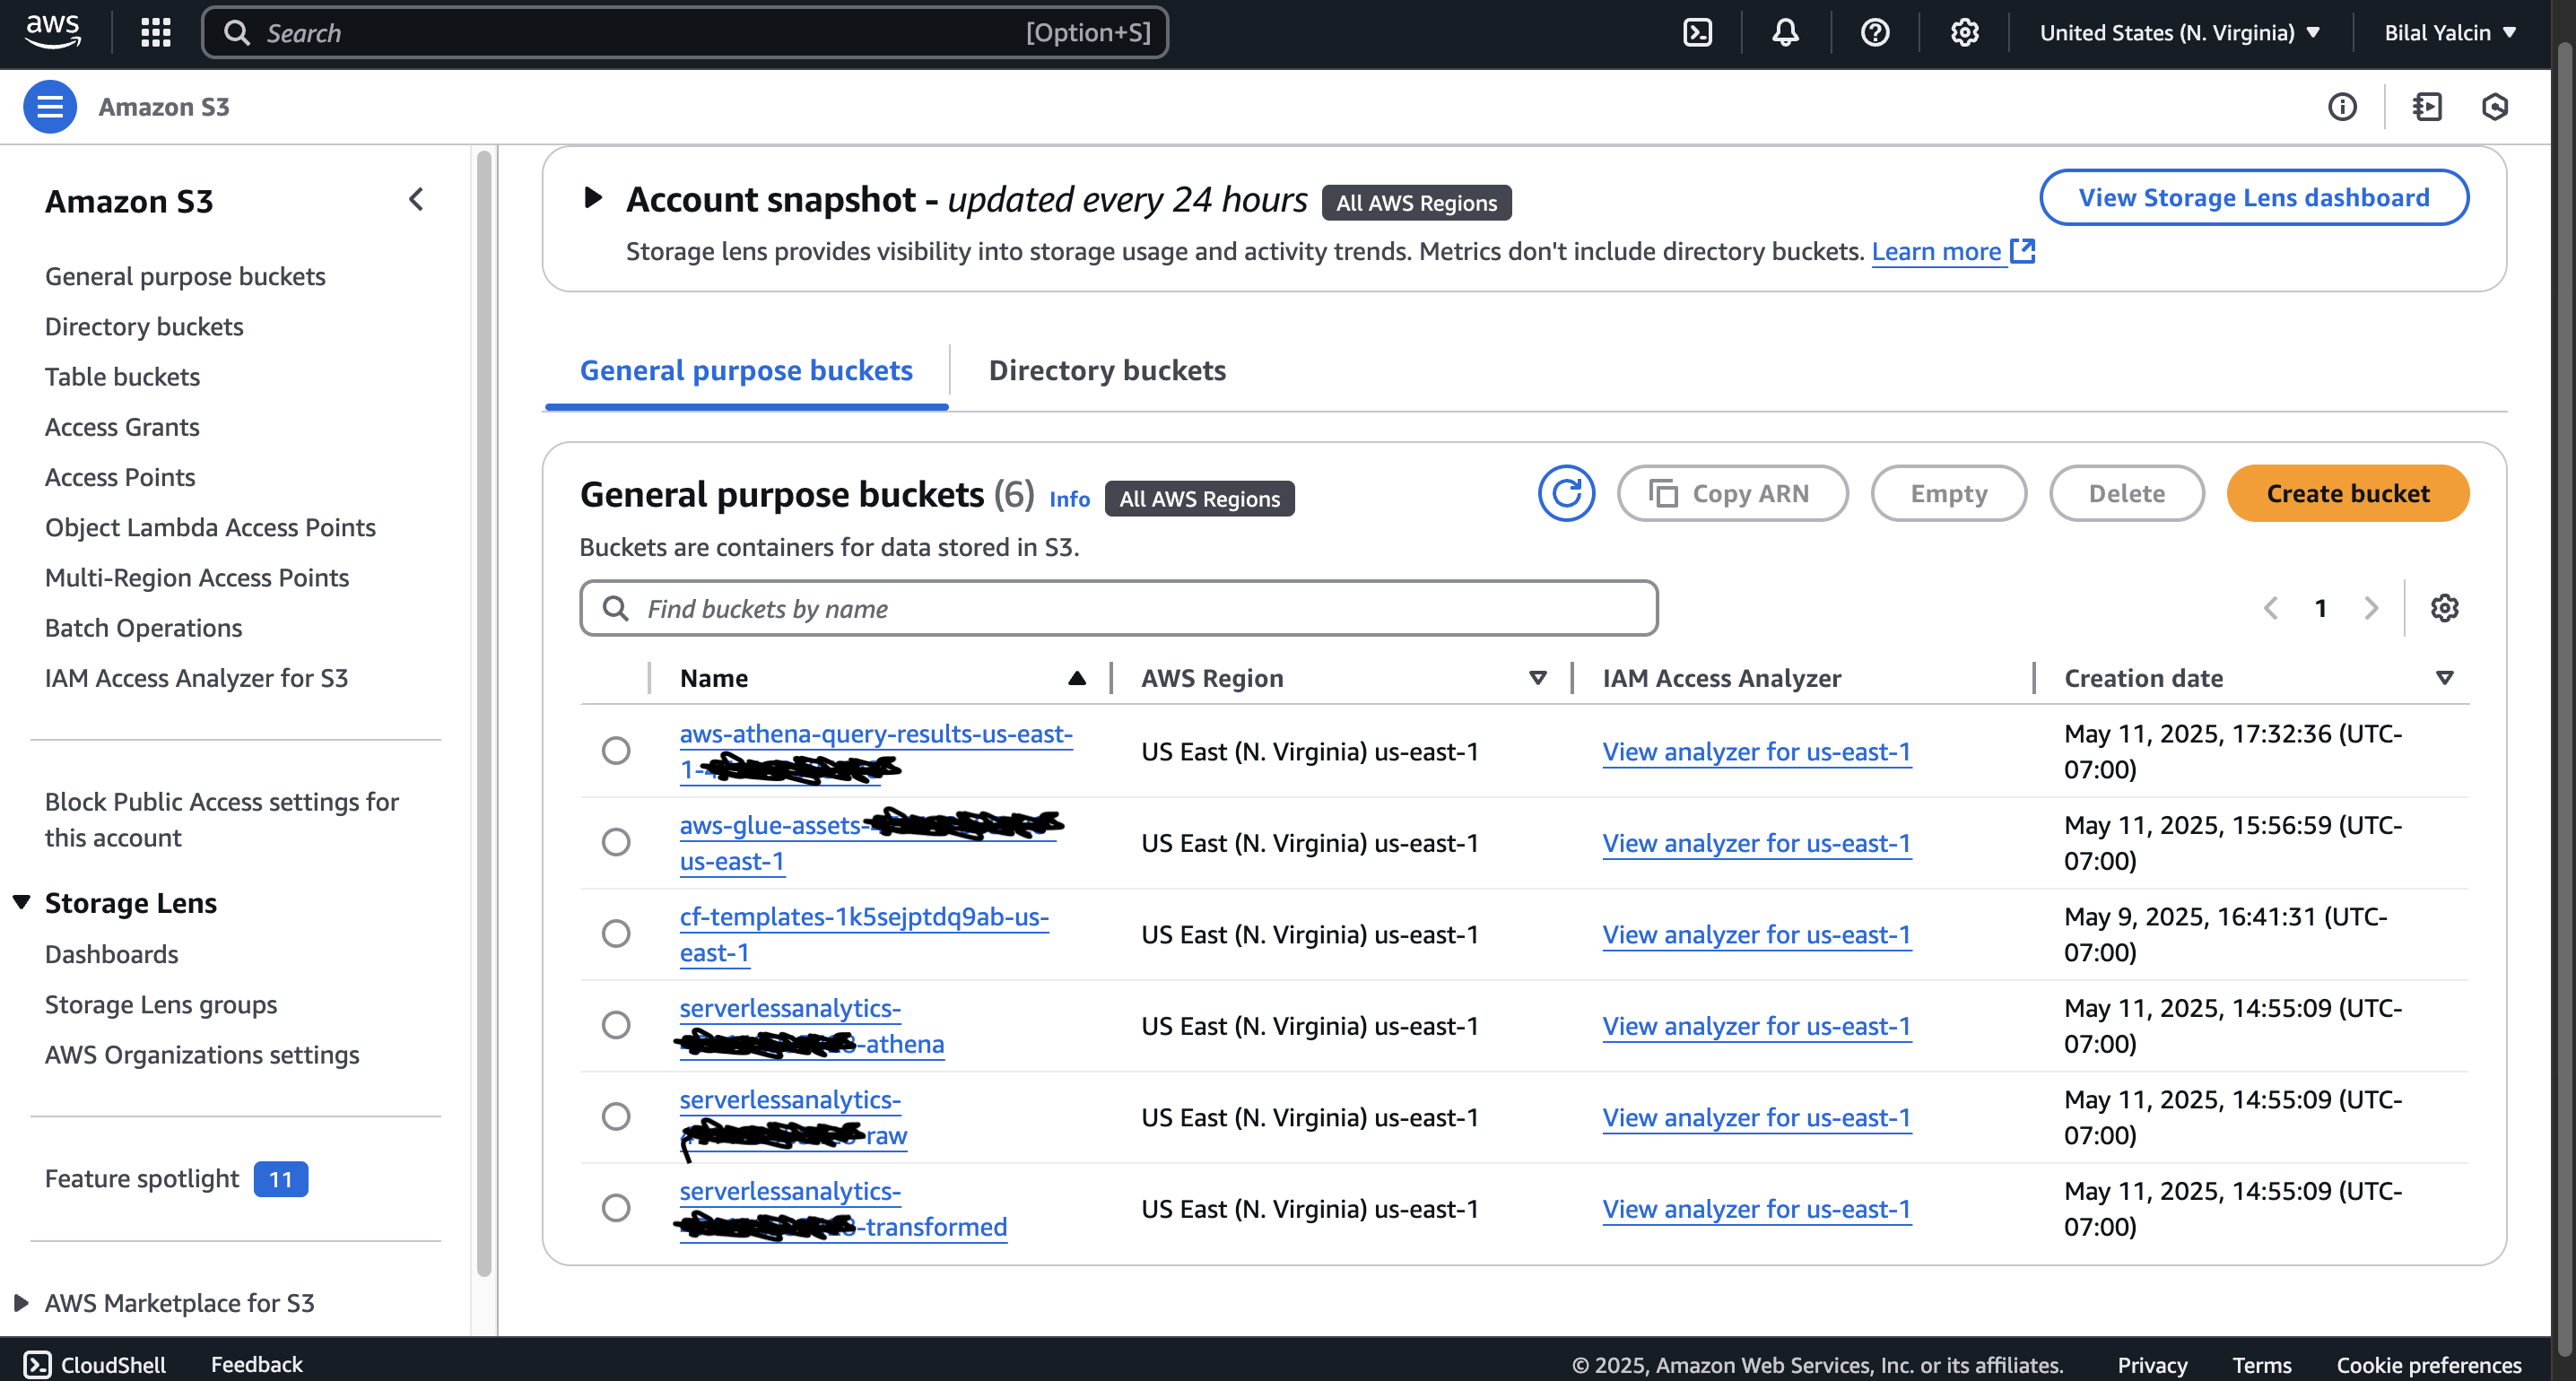 aws
Search
[Option+S]
United States (N. Virginia)
Bilal Yalcin
Amazon S3
Amazon S3
General purpose buckets
Directory buckets
Table buckets
Access Grants
Access Points
Object Lambda Access Points
Multi-Region Access Points
Batch Operations
IAM Access Analyzer for S3
Block Public Access settings for
this account
Storage Lens
Dashboards
Storage Lens groups
AWS Organizations settings
Feature spotlight 11
AWS Marketplace for S3
Account snapshot - updated every 24 hours All AWS Regions
View Storage Lens dashboard
Storage lens provides visibility into storage usage and activity trends. Metrics don't include directory buckets. Learn more
General purpose buckets
Directory buckets
General purpose buckets (6) Info All AWS Regions
Copy ARN
Empty
Delete
Create bucket
Buckets are containers for data stored in S3.
Find buckets by name
1
Name
AWS Region
IAM Access Analyzer
Creation date
aws-athena-query-results-us-east-
1-
US East (N. Virginia) us-east-1
View analyzer for us-east-1
May 11, 2025, 17:32:36 (UTC-
07:00)
aws-glue-assets-
us-east-1
US East (N. Virginia) us-east-1
View analyzer for us-east-1
May 11, 2025, 15:56:59 (UTC-
07:00)
cf-templates-1k5sejptdq9ab-us-
east-1
US East (N. Virginia) us-east-1
View analyzer for us-east-1
May 9, 2025, 16:41:31 (UTC-
07:00)
serverlessanalytics-
-athena
US East (N. Virginia) us-east-1
View analyzer for us-east-1
May 11, 2025, 14:55:09 (UTC-
07:00)
serverlessanalytics-
-raw
US East (N. Virginia) us-east-1
View analyzer for us-east-1
May 11, 2025, 14:55:09 (UTC-
07:00)
serverlessanalytics-
-transformed
US East (N. Virginia) us-east-1
View analyzer for us-east-1
May 11, 2025, 14:55:09 (UTC-
07:00)
CloudShell
Feedback
© 2025, Amazon Web Services, Inc. or its affiliates.
Privacy
Terms
Cookie preferences